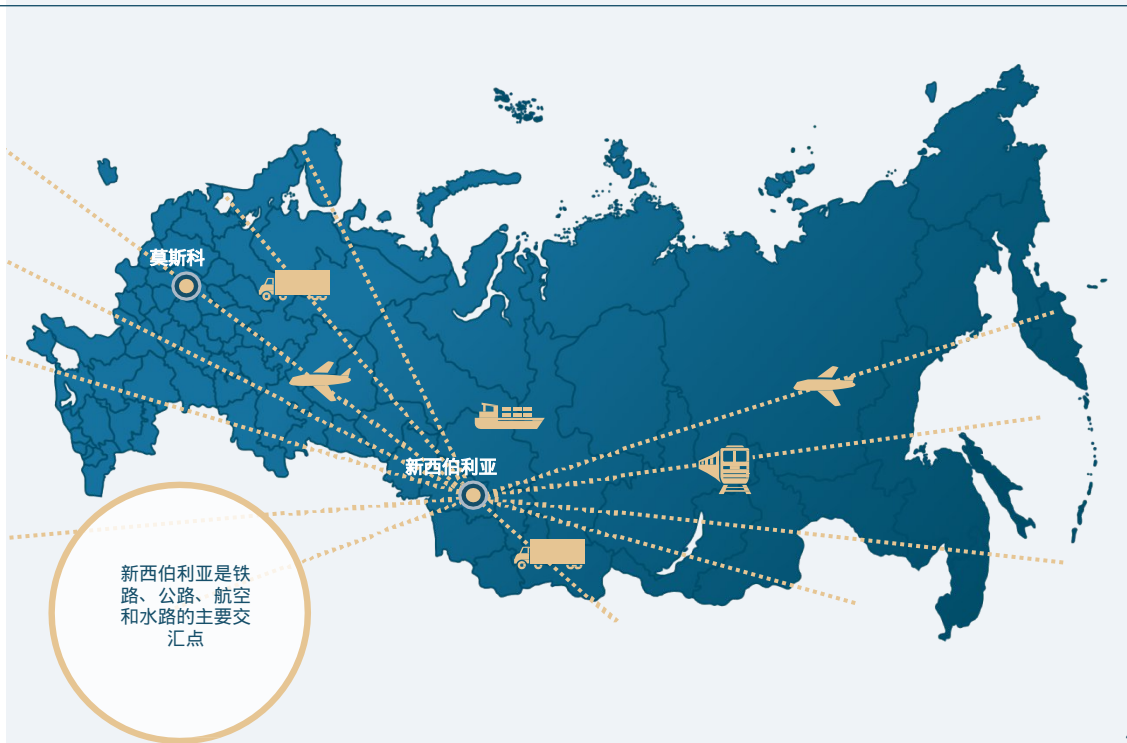 莫斯科
新西伯利亚
新西伯利亚是铁
路、公路、航空
和水路的主要交
汇点